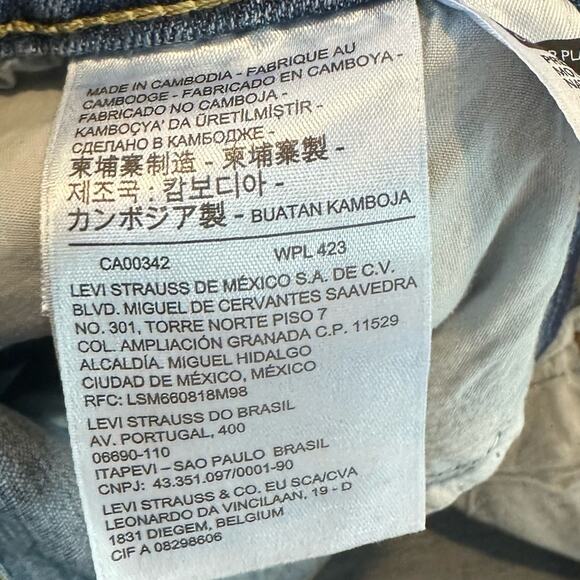 MADE IN CAMBODIA - FABRIQUE AU
CAMBODGE - FABRICADO EN CAMBOYA -
FABRICADO NO CAMBOJA -
KAMBOÇYA' DA ÜRETİLMİŞTİR -
СДЕЛАНО В КАМБОДЖЕ -
柬埔寨制造 - 柬埔寨製 -
제조국 : 캄보디아 -
カンボジア製 - BUATAN KAMBOJA
CA00342 WPL 423
LEVI STRAUSS DE MÉXICO S.A. DE C.V.
BLVD. MIGUEL DE CERVANTES SAAVEDRA
NO. 301, TORRE NORTE PISO 7
COL. AMPLIACIÓN GRANADA C.P. 11529
ALCALDÍA MIGUEL HIDALGO
CIUDAD DE MÉXICO, MÉXICO
RFC: LSM660818M98
LEVI STRAUSS DO BRASIL
AV. PORTUGAL, 400
06690-110
ITAPEVI – SAO PAULO BRASIL
CNPJ: 43.351.097/0001-90
LEVI STRAUSS & CO. EU SCA/CVA
LEONARDO DA VINCILAAN, 19 - D
1831 DIEGEM, BELGIUM
CIF A 08298606